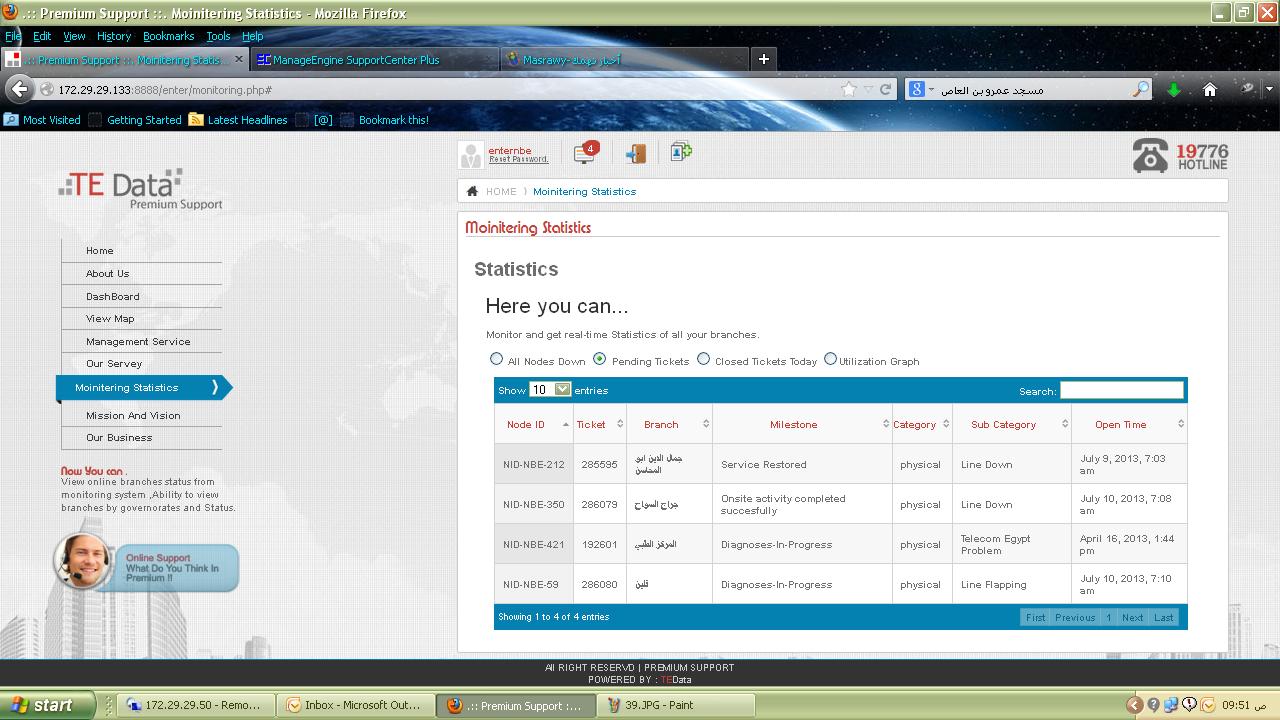 .:: Premium Support ::. Moinitering Statistics - Mozilla Firefox
File Edit View History Bookmarks Tools Help
.:: Premium Support ::. Moinitering Statis...
ManageEngine SupportCenter Plus
Masrawy-أخبار تهمك
172.29.29.133:8888/enter/monitoring.php#
مسجد عمرو بن العاص
Most Visited Getting Started Latest Headlines [@] Bookmark this!
TE Data
Premium Support
enternbe
Reset Password.
4
19776
HOTLINE
HOME
Moinitering Statistics
Home
About Us
DashBoard
View Map
Management Service
Our Servey
Moinitering Statistics
Mission And Vision
Our Business
Now You can .
View online branches status from
monitoring system ,Ability to view
branches by governorates and Status.
Online Support
What Do You Think In
Premium !!
Moinitering Statistics
Statistics
Here you can...
Monitor and get real-time Statistics of all your branches.
All Nodes Down Pending Tickets Closed Tickets Today Utilization Graph
Show 10 entries Search:
Node ID Ticket Branch Milestone Category Sub Category Open Time
NID-NBE-212 285595 جمال الدين ابو المحاسن Service Restored physical Line Down July 9, 2013, 7:03 am
NID-NBE-350 286079 جراج السواح Onsite activity completed succesfully physical Line Down July 10, 2013, 7:08 am
NID-NBE-421 192601 المركز الطبي Diagnoses-In-Progress physical Telecom Egypt Problem April 16, 2013, 1:44 pm
NID-NBE-59 286080 قلين Diagnoses-In-Progress physical Line Flapping July 10, 2013, 7:10 am
Showing 1 to 4 of 4 entries First Previous 1 Next Last
All RIGHT RESERVD | PREMIUM SUPPORT
POWERED BY : TEData
start
172.29.29.50 - Remo...
Inbox - Microsoft Out...
.:: Premium Support :...
39.JPG - Paint
09:51 ص